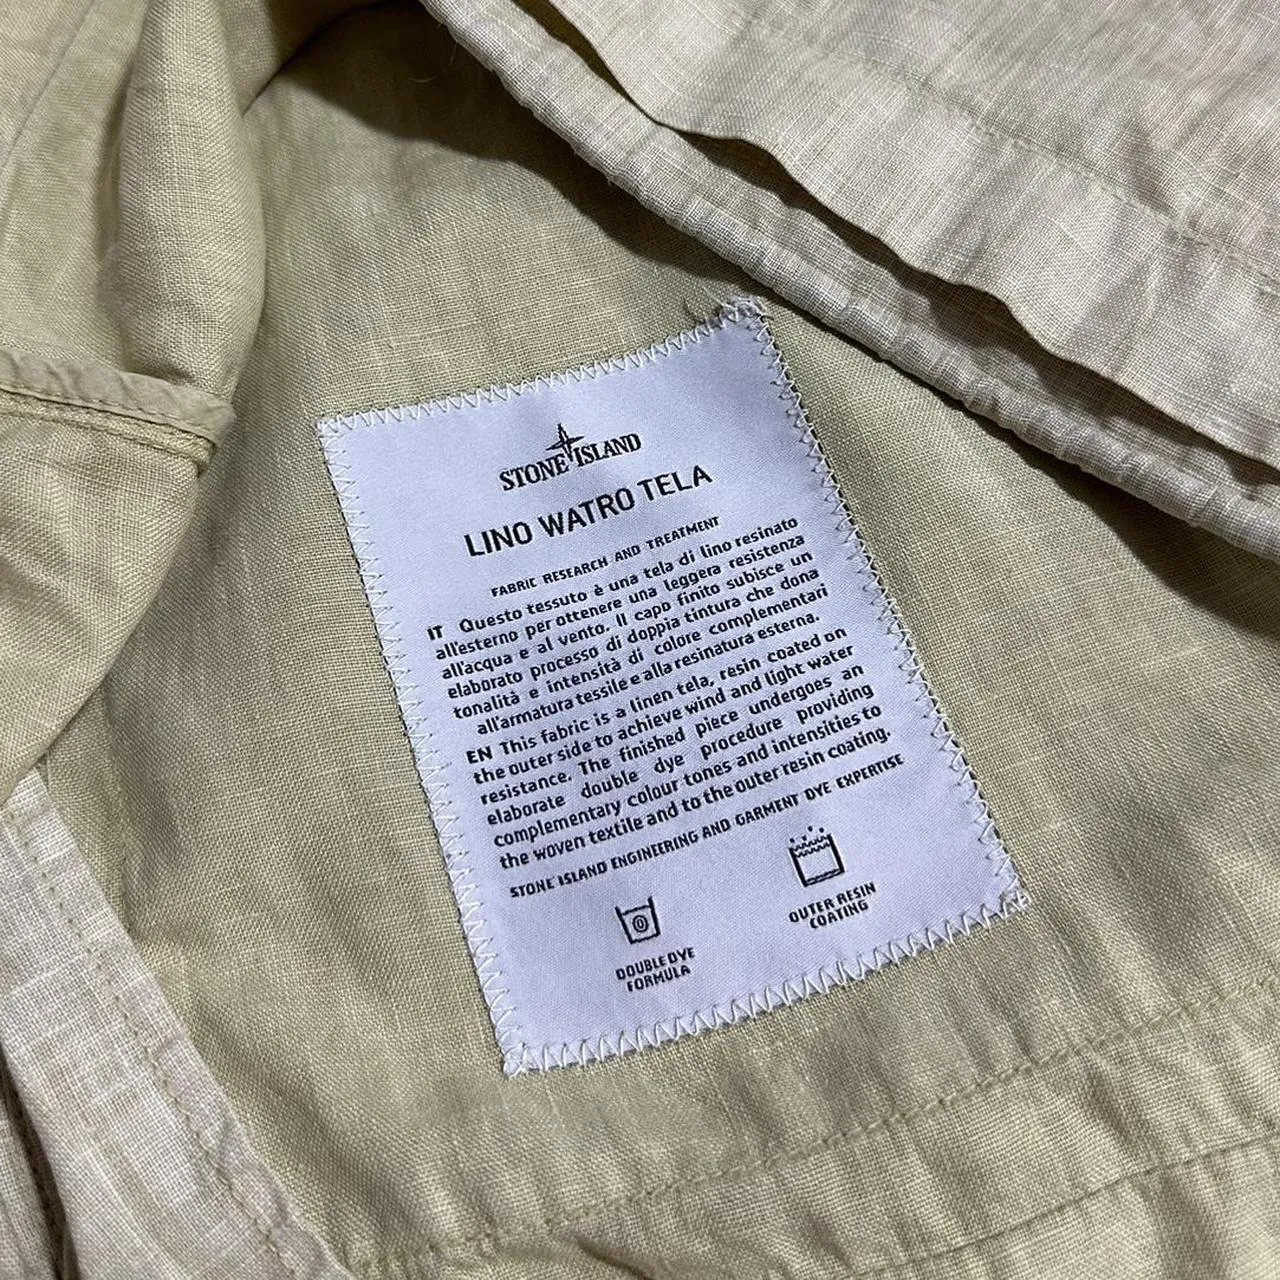 STONE ISLAND
LINO WATRO TELA
FABRIC RESEARCH AND TREATMENT
IT Questo tessuto è una tela di lino resinato
all'esterno per ottenere una leggera resistenza
all'acqua e al vento. Il capo finito subisce un
elaborato processo di doppia tintura che dona
tonalità e intensità di colore complementari
all'armatura tessile e alla resinatura esterna.
EN This fabric is a linen tela, resin coated on
the outer side to achieve wind and light water
resistance. The finished piece undergoes an
elaborate double dye procedure providing
complementary colour tones and intensities to
the woven textile and to the outer resin coating.
STONE ISLAND ENGINEERING AND GARMENT DYE EXPERTISE
DOUBLE DYE
FORMULA
OUTER RESIN
COATING